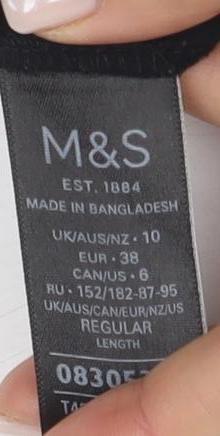 M&S
EST. 1884
MADE IN BANGLADESH
UK/AUS/NZ • 10
EUR • 38
CAN/US • 6
RU • 152/182-87-95
UK/AUS/CAN/EUR/NZ/US
REGULAR
LENGTH